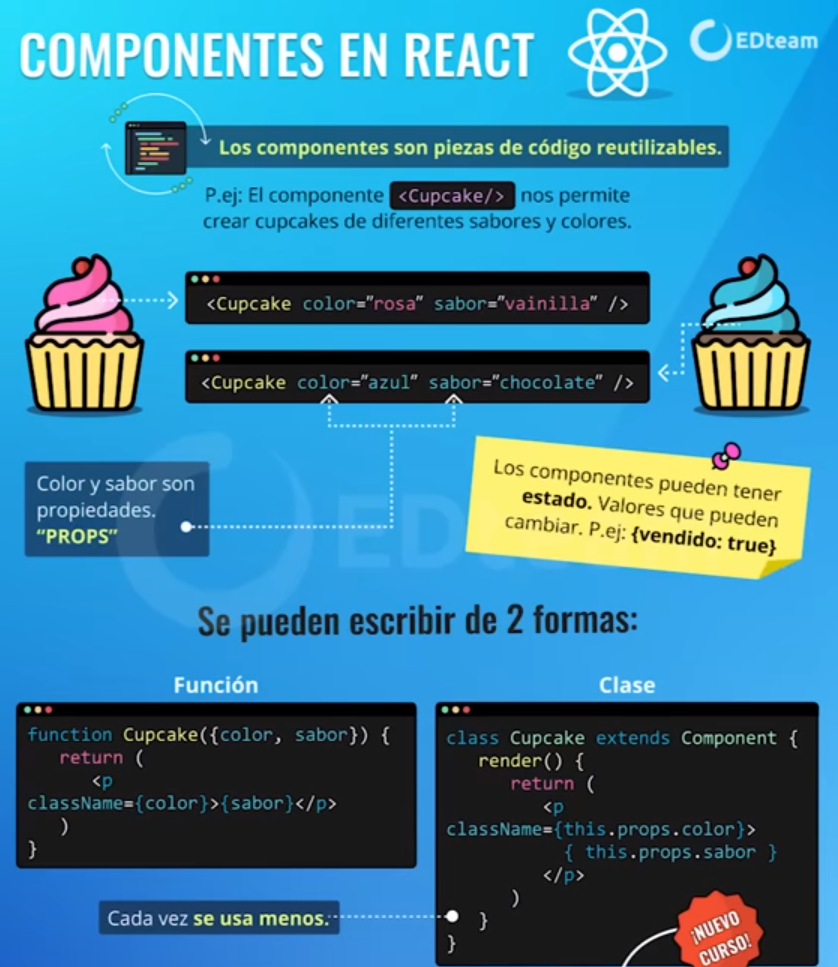 COMPONENTES EN REACT
EDteam
Los componentes son piezas de código reutilizables.
P.ej: El componente <Cupcake/> nos permite
crear cupcakes de diferentes sabores y colores.
<Cupcake color="rosa" sabor="vainilla" />
<Cupcake color="azul" sabor="chocolate" />
Color y sabor son
propiedades.
"PROPS"
Los componentes pueden tener
estado. Valores que pueden
cambiar. P.ej: {vendido: true}
EDteam
Se pueden escribir de 2 formas:
Función
function Cupcake({color, sabor}) {
return (
<p
className={color}>{sabor}</p>
)
}
Clase
class Cupcake extends Component {
render() {
return (
<p
className={this.props.color}>
{ this.props.sabor }
</p>
)
}
}
Cada vez se usa menos.
¡NUEVO
CURSO!